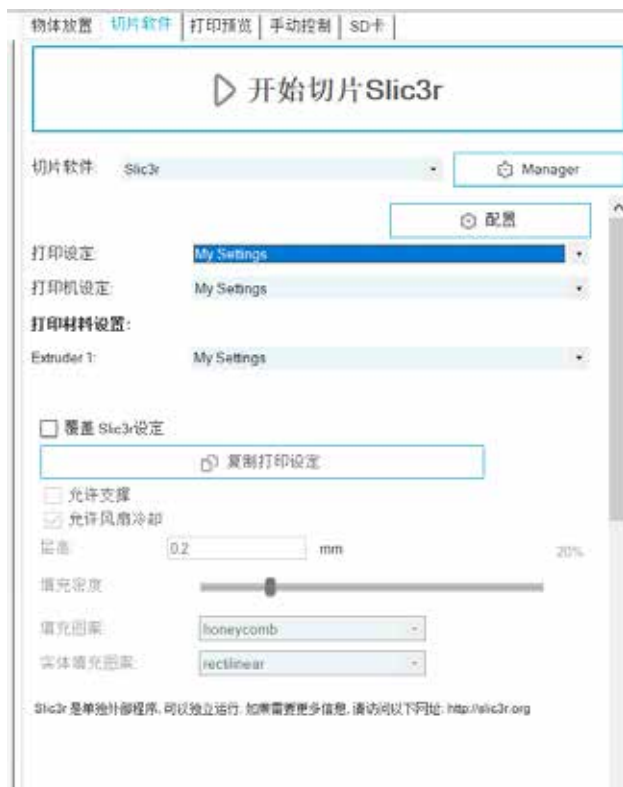 物体放置 切片软件 打印预览 手动控制 SD卡
开始切片Slic3r
切片软件: Slic3r Manager
配置
打印设定: My Settings
打印机设定: My Settings
打印材料设置:
Extruder 1: My Settings
覆盖 Slic3r设定
复制打印设定
允许支撑
允许风扇冷却
层高: 0.2 mm 20%
填充密度
填充图案: honeycomb
实体填充图案: rectilinear
Slic3r 是单独外部程序, 可以独立运行. 如果需要更多信息, 请访问以下网址: http://slic3r.org